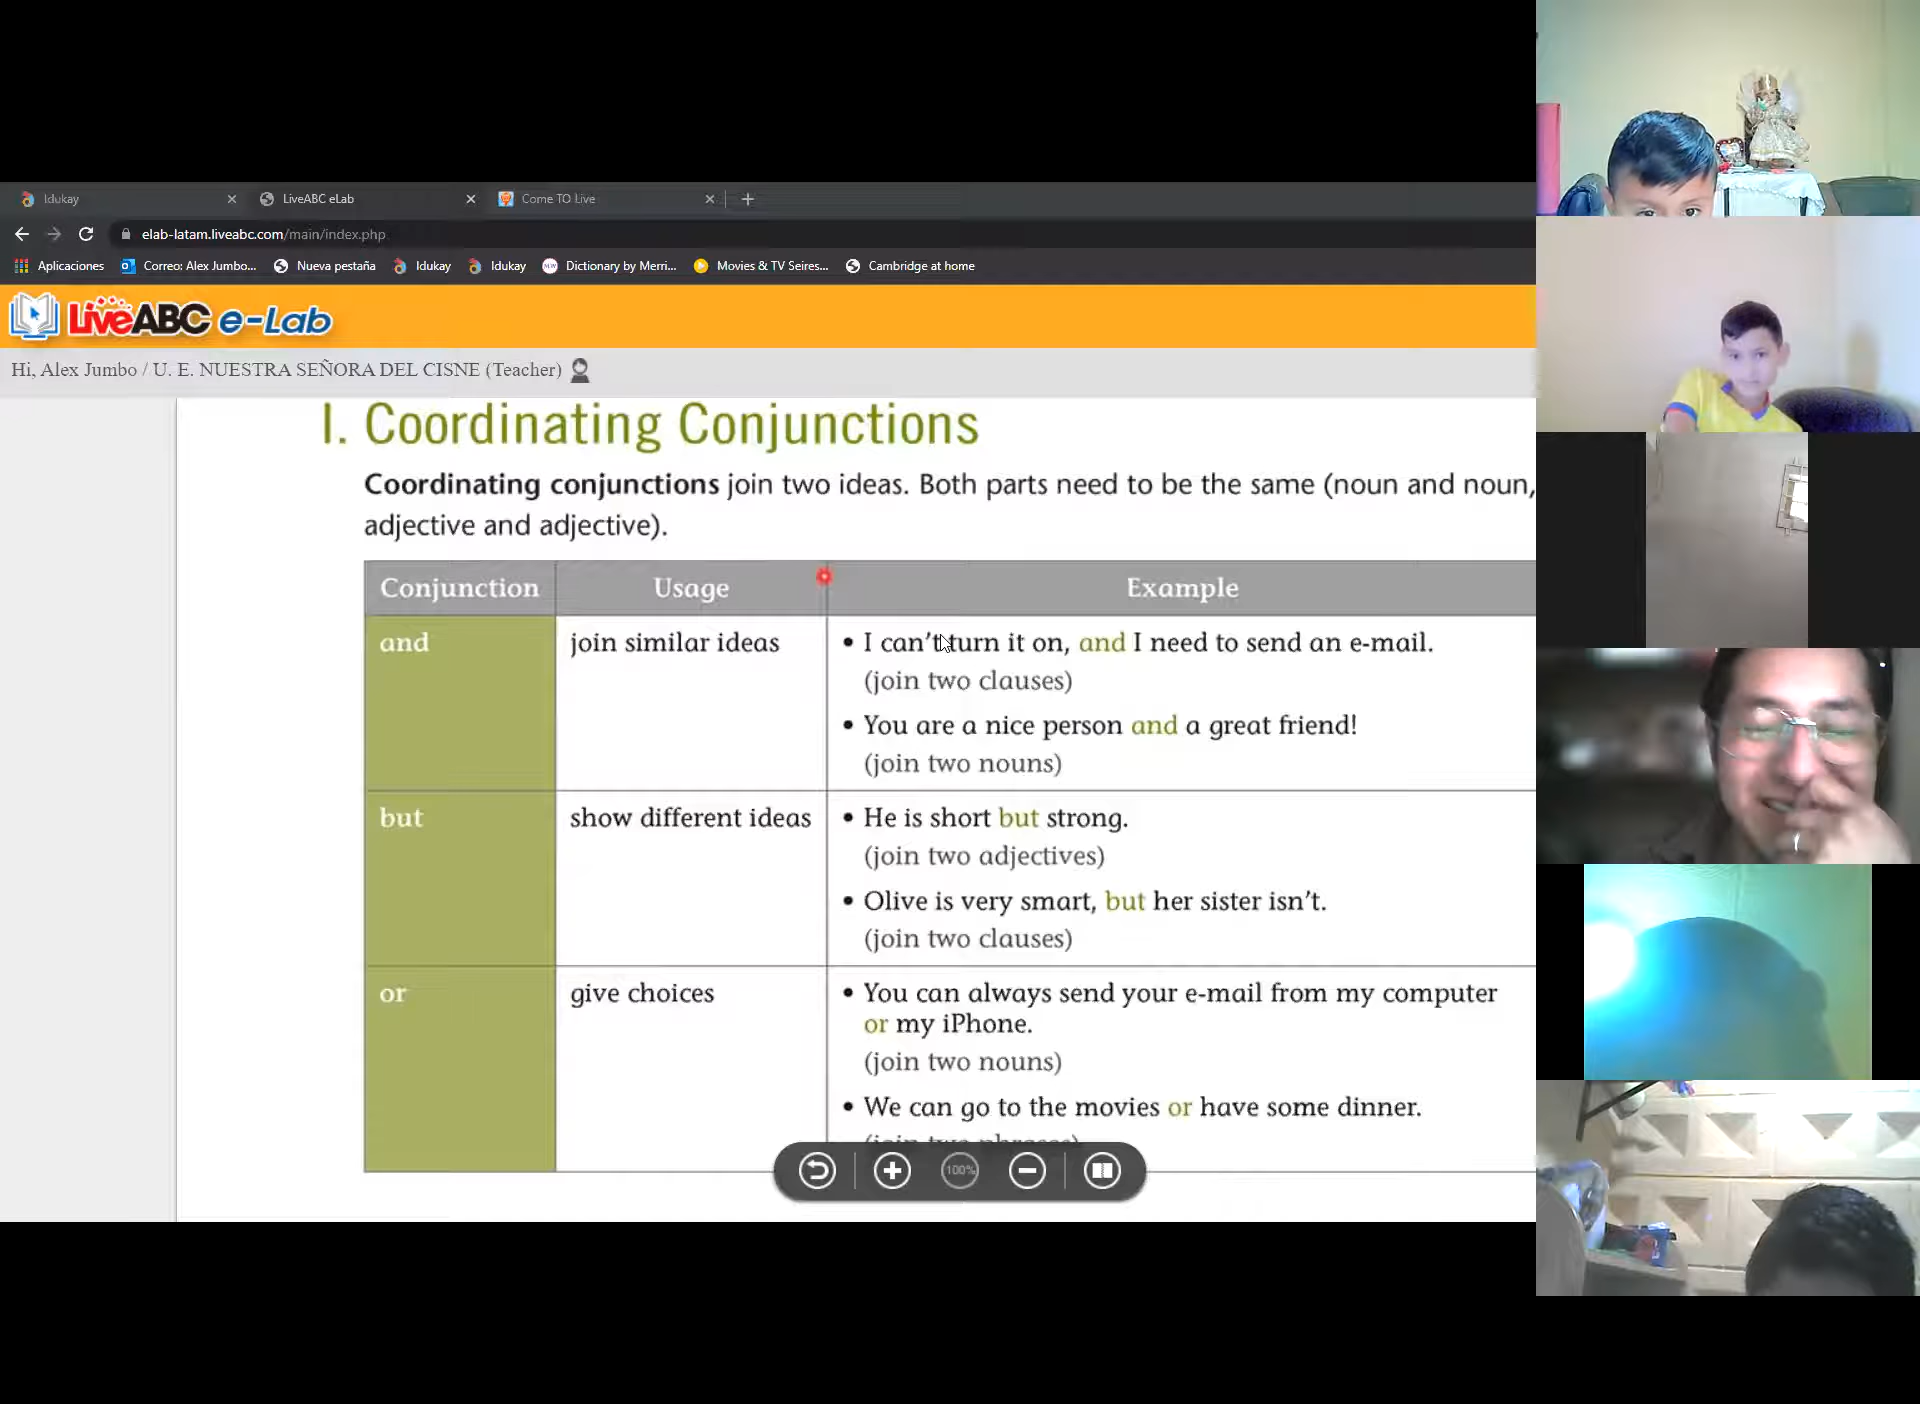 Idukay
LiveABC eLab
Come TO Live
elab-latam.liveabc.com/main/index.php
Aplicaciones
Correo: Alex Jumbo...
Nueva pestaña
Idukay
Idukay
Dictionary by Merri...
Movies & TV Seires...
Cambridge at home
LiveABC e-Lab
Hi, Alex Jumbo / U. E. NUESTRA SEÑORA DEL CISNE (Teacher)
I. Coordinating Conjunctions
Coordinating conjunctions join two ideas. Both parts need to be the same (noun and noun,
adjective and adjective).
Conjunction
Usage
Example
and
join similar ideas
• I can't turn it on, and I need to send an e-mail.
(join two clauses)
• You are a nice person and a great friend!
(join two nouns)
but
show different ideas
• He is short but strong.
(join two adjectives)
• Olive is very smart, but her sister isn't.
(join two clauses)
or
give choices
• You can always send your e-mail from my computer
or my iPhone.
(join two nouns)
• We can go to the movies or have some dinner.
(join two phrases)
100%